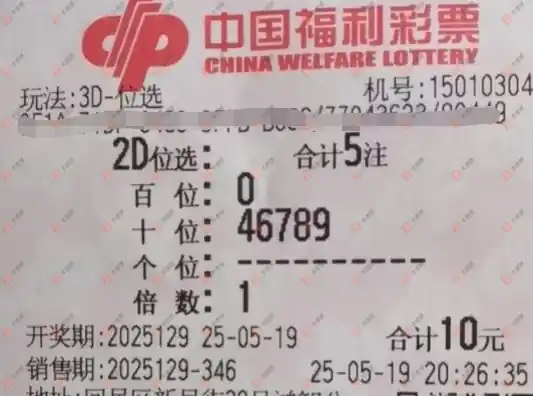 中国福利彩票
CHINA WELFARE LOTTERY
玩法:3D-位选 机号:15010304
2D位选: 合计5注
百位: 0
十位: 46789
个位: ----------
倍数: 1
开奖期:2025129 25-05-19 合计10元
销售期:2025129-346 25-05-19 20:26:35